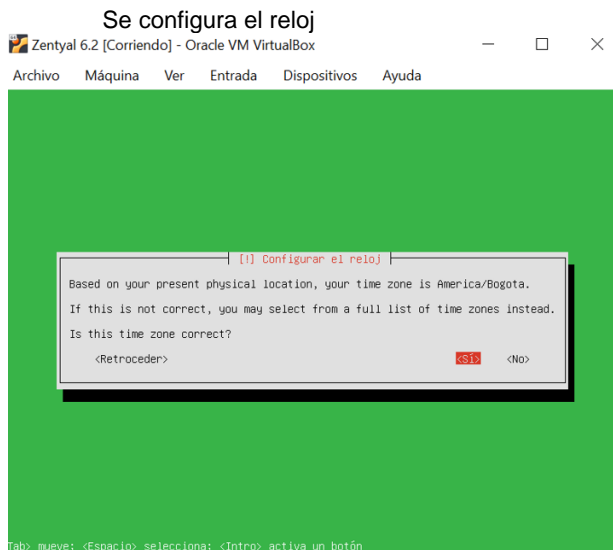 Se configura el reloj
Zentyal 6.2 [Corriendo] - Oracle VM VirtualBox
Archivo Máquina Ver Entrada Dispositivos Ayuda
[!] Configurar el reloj
Based on your present physical location, your time zone is America/Bogota.
If this is not correct, you may select from a full list of time zones instead.
Is this time zone correct?
<Retroceder> <Sí> <No>
Tab> mueve; <Espacio> selecciona; <Intro> activa un botón